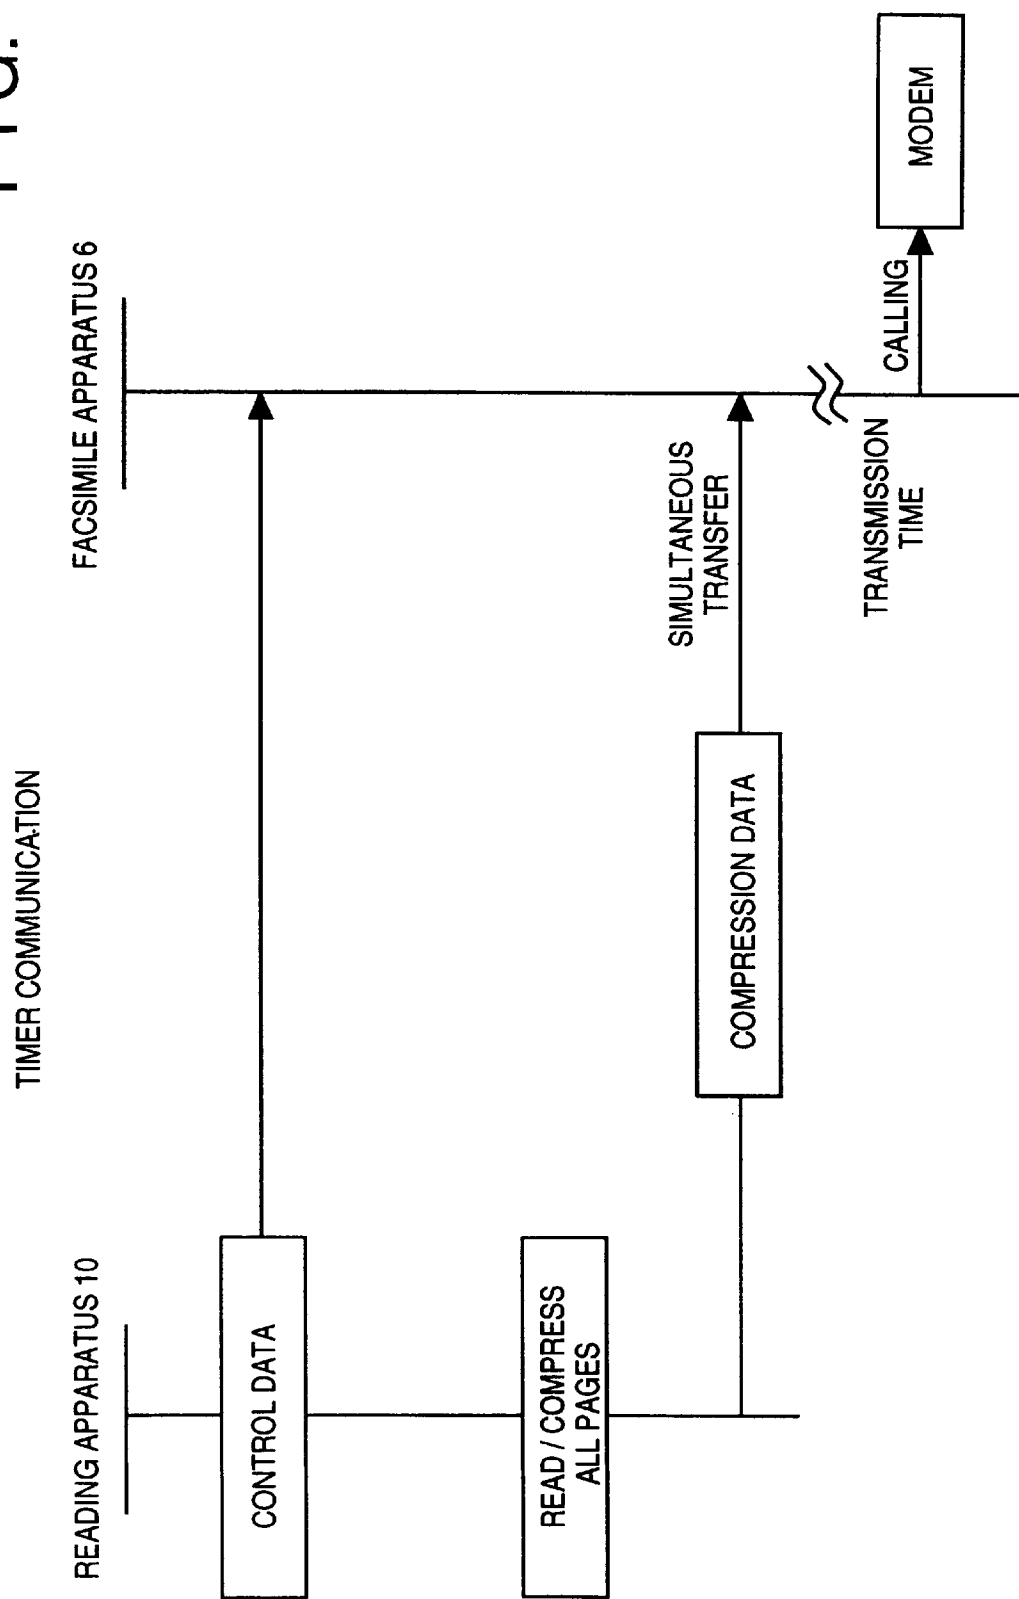 FIG.
TIMER COMMUNICATION
READING APPARATUS 10
FACSIMILE APPARATUS 6
CONTROL DATA
READ / COMPRESS
ALL PAGES
COMPRESSION DATA
SIMULTANEOUS
TRANSFER
TRANSMISSION
TIME
CALLING
MODEM